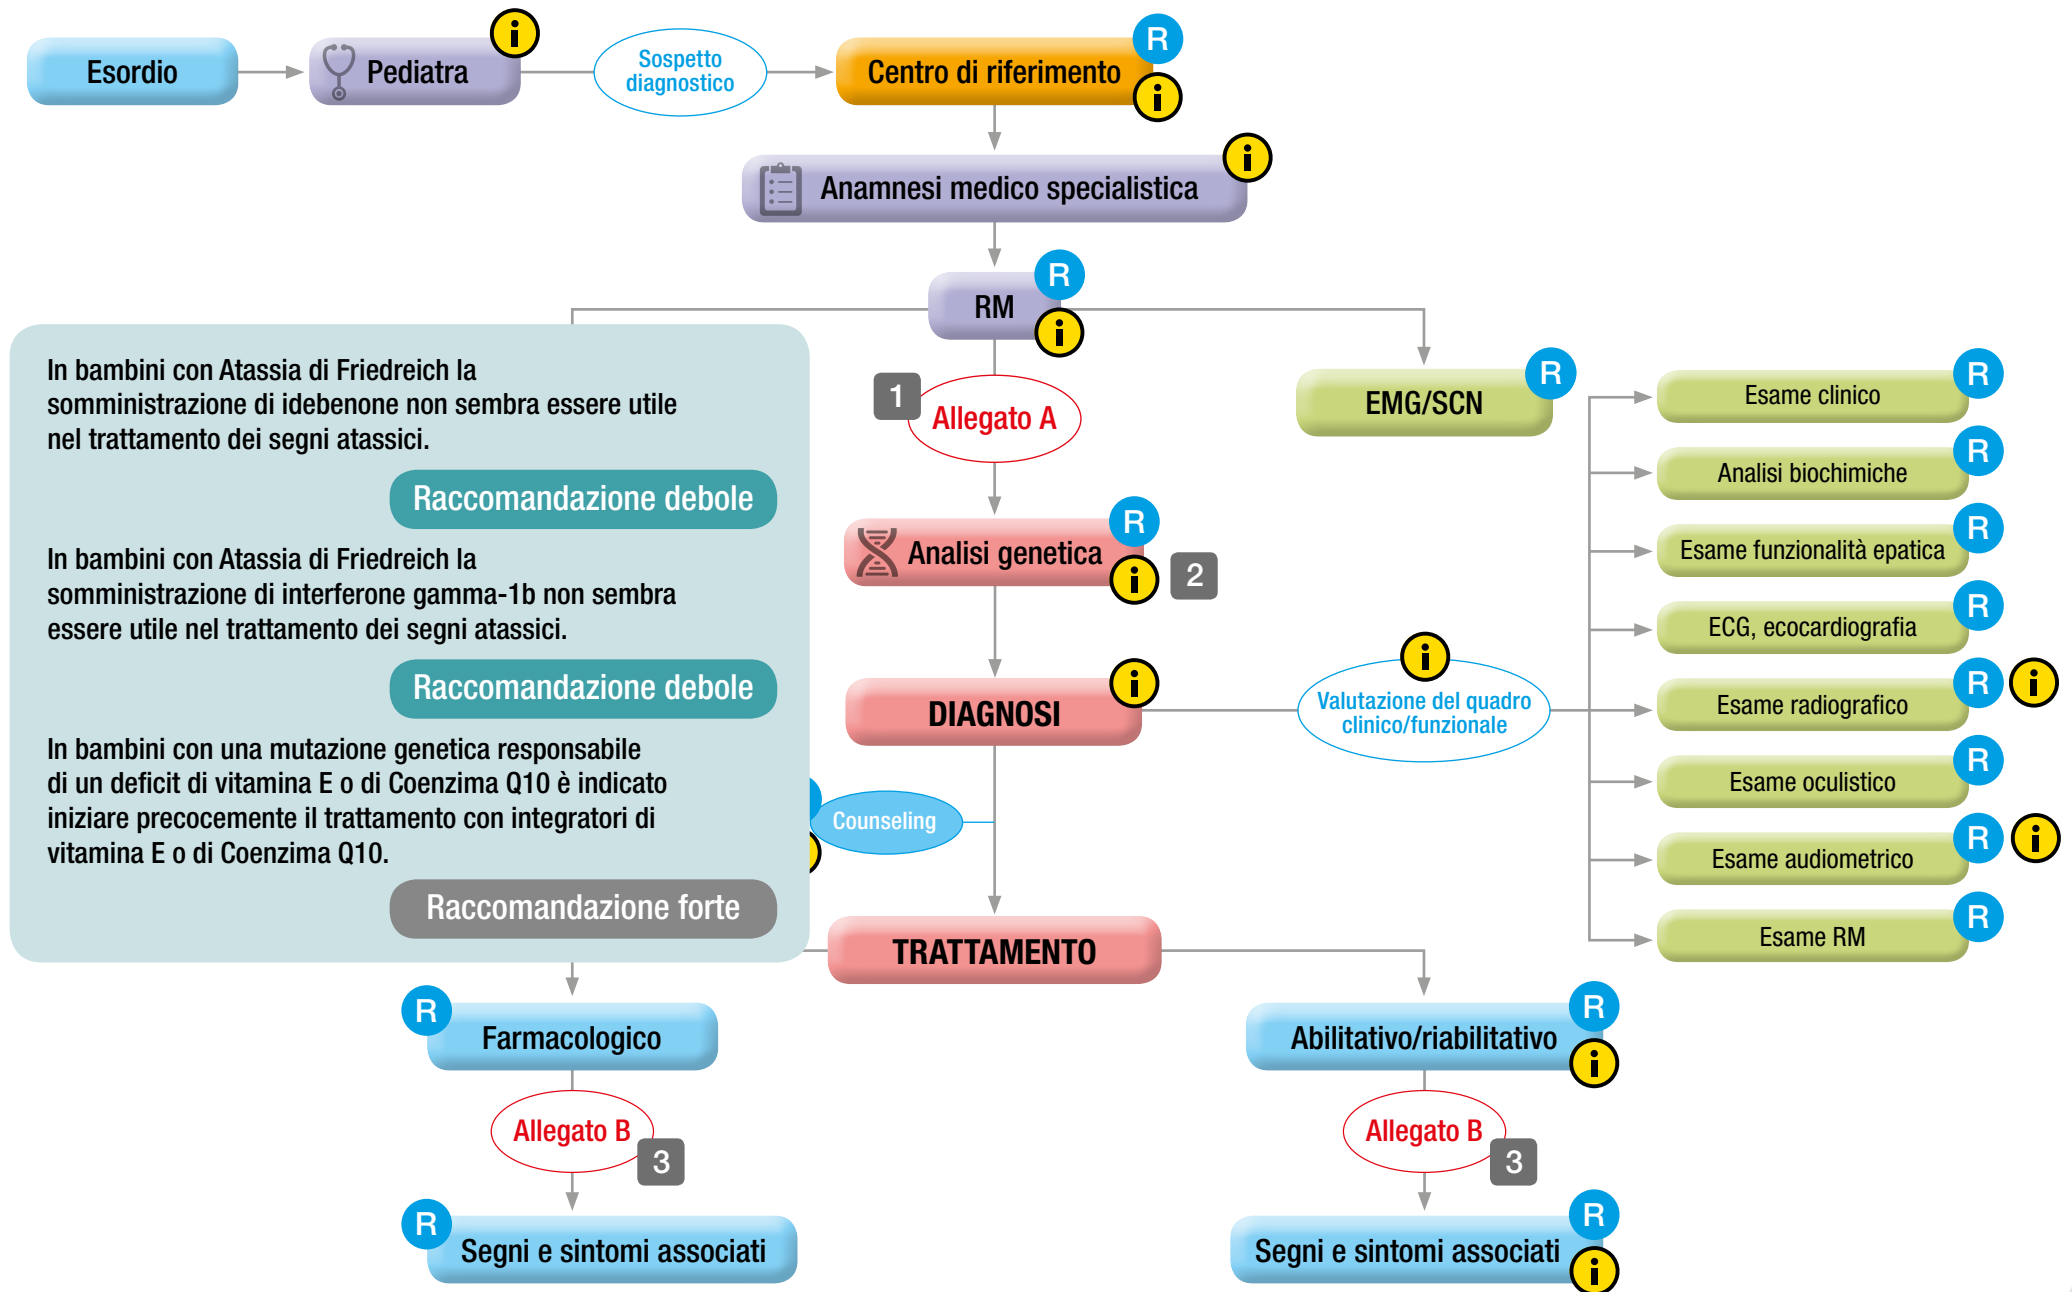 Esordio
Pediatra
i
Sospetto
diagnostico
Centro di riferimento
R
i
Anamnesi medico specialistica
i
RM
R
i
In bambini con Atassia di Friedreich la
somministrazione di idebenone non sembra essere utile
nel trattamento dei segni atassici.
Raccomandazione debole
In bambini con Atassia di Friedreich la
somministrazione di interferone gamma-1b non sembra
essere utile nel trattamento dei segni atassici.
Raccomandazione debole
In bambini con una mutazione genetica responsabile
di un deficit di vitamina E o di Coenzima Q10 è indicato
iniziare precocemente il trattamento con integratori di
vitamina E o di Coenzima Q10.
Raccomandazione forte
1
Allegato A
EMG/SCN
R
Analisi genetica
R
i
2
DIAGNOSI
i
i
Valutazione del quadro
clinico/funzionale
Counseling
Esame clinico
R
Analisi biochimiche
R
Esame funzionalità epatica
R
ECG, ecocardiografia
R
Esame radiografico
R
i
Esame oculistico
R
Esame audiometrico
R
i
Esame RM
R
TRATTAMENTO
R
Farmacologico
Allegato B
3
R
Segni e sintomi associati
Abilitativo/riabilitativo
R
i
Allegato B
3
Segni e sintomi associati
R
i